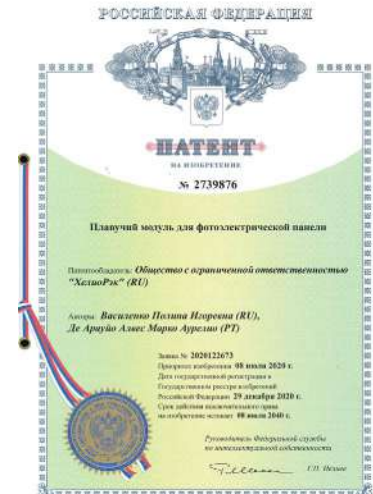 РОССИЙСКАЯ ФЕДЕРАЦИЯ
ПАТЕНТ
НА ИЗОБРЕТЕНИЕ
№ 2739876
Плавучий модуль для фотоэлектрической панели
Патентообладатель: Общество с ограниченной ответственностью
"ХелиоРэк" (RU)
Авторы: Василенко Полина Игоревна (RU),
Де Арауйо Алвес Марко Аурелио (PT)
Заявка № 2020122673
Приоритет изобретения 08 июля 2020 г.
Дата государственной регистрации в
Государственном реестре изобретений
Российской Федерации 29 декабря 2020 г.
Срок действия исключительного права
на изобретение истекает 08 июля 2040 г.
Руководитель Федеральной службы
по интеллектуальной собственности
Г.П. Ивлиев